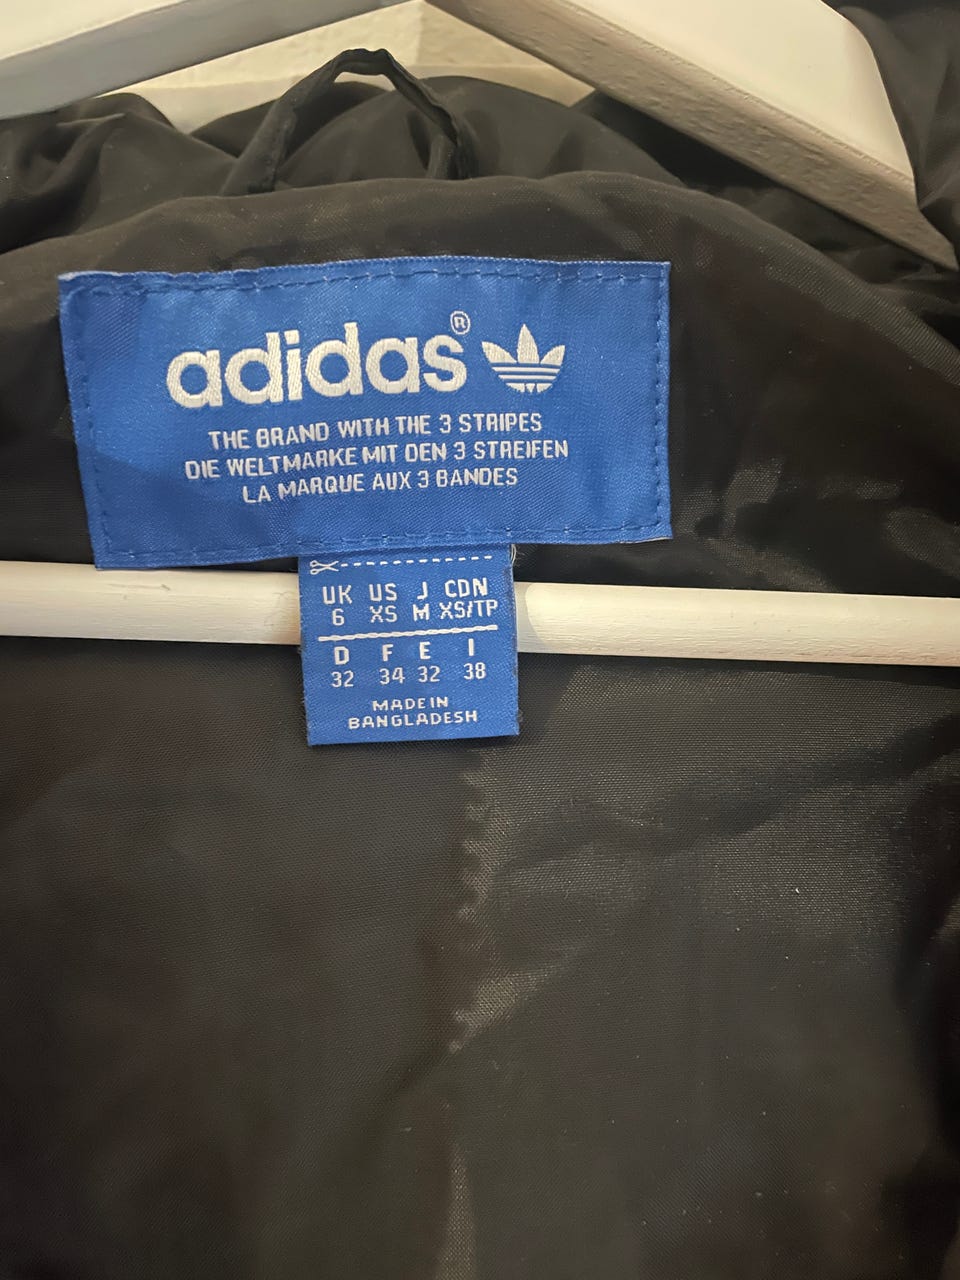 adidas®
THE BRAND WITH THE 3 STRIPES
DIE WELTMARKE MIT DEN 3 STREIFEN
LA MARQUE AUX 3 BANDES
UK US J CDN
6 XS M XS/TP
D F E I
32 34 32 38
MADE IN
BANGLADESH